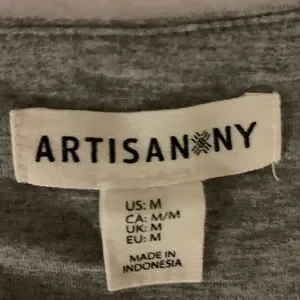 ARTISAN NY
US: M
CA: M/M
UK: M
EU: M
MADE IN
INDONESIA